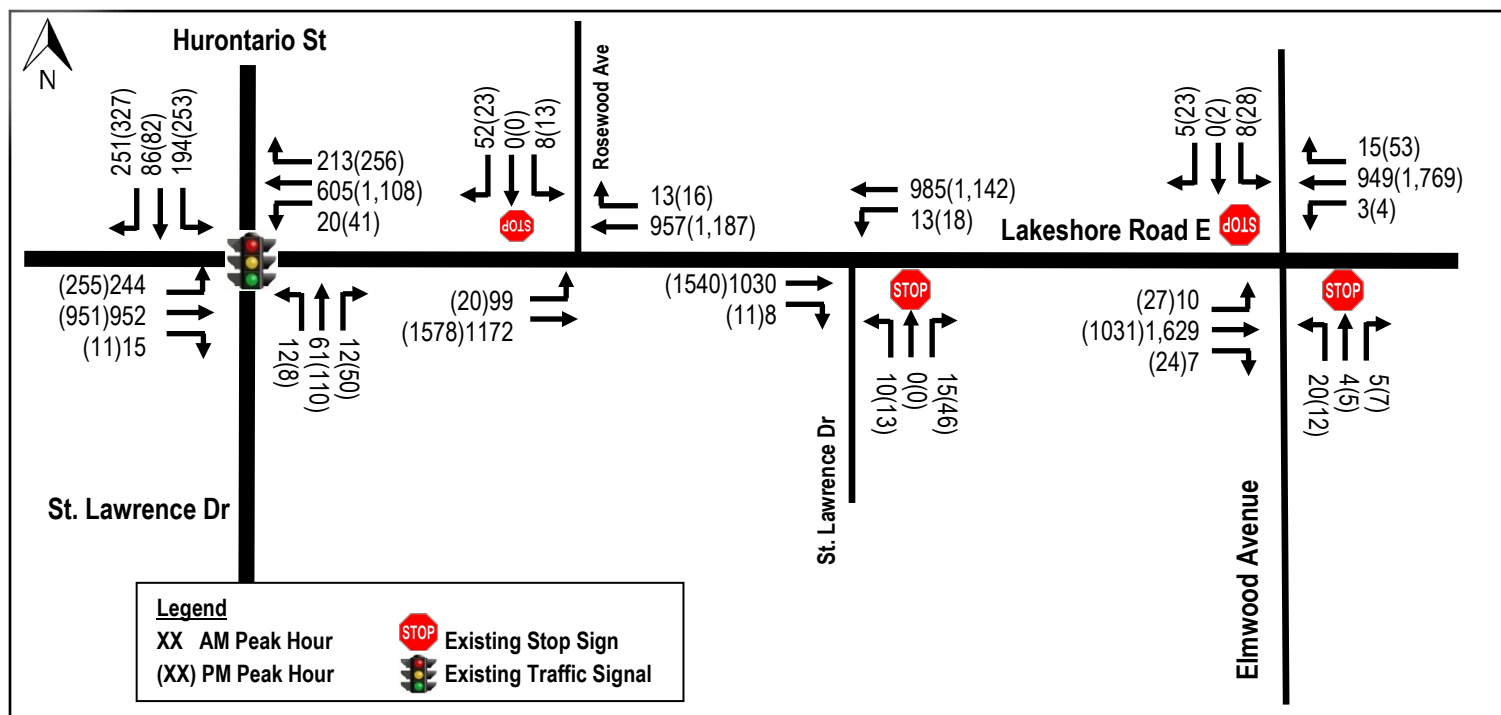 Hurontario St
N
251(327)
86(82)
194(253)
213(256)
605(1,108)
20(41)
(255)244
(951)952
(11)15
12(8)
61(110)
12(50)
St. Lawrence Dr
52(23)
0(0)
8(13)
STOP
Rosewood Ave
13(16)
957(1,187)
(20)99
(1578)1172
985(1,142)
13(18)
(1540)1030
(11)8
STOP
10(13)
0(0)
15(46)
St. Lawrence Dr
Lakeshore Road E
5(23)
0(2)
8(28)
STOP
15(53)
949(1,769)
3(4)
(27)10
(1031)1,629
(24)7
STOP
20(12)
4(5)
5(7)
Elmwood Avenue
Legend
XX AM Peak Hour
STOP Existing Stop Sign
(XX) PM Peak Hour
Existing Traffic Signal